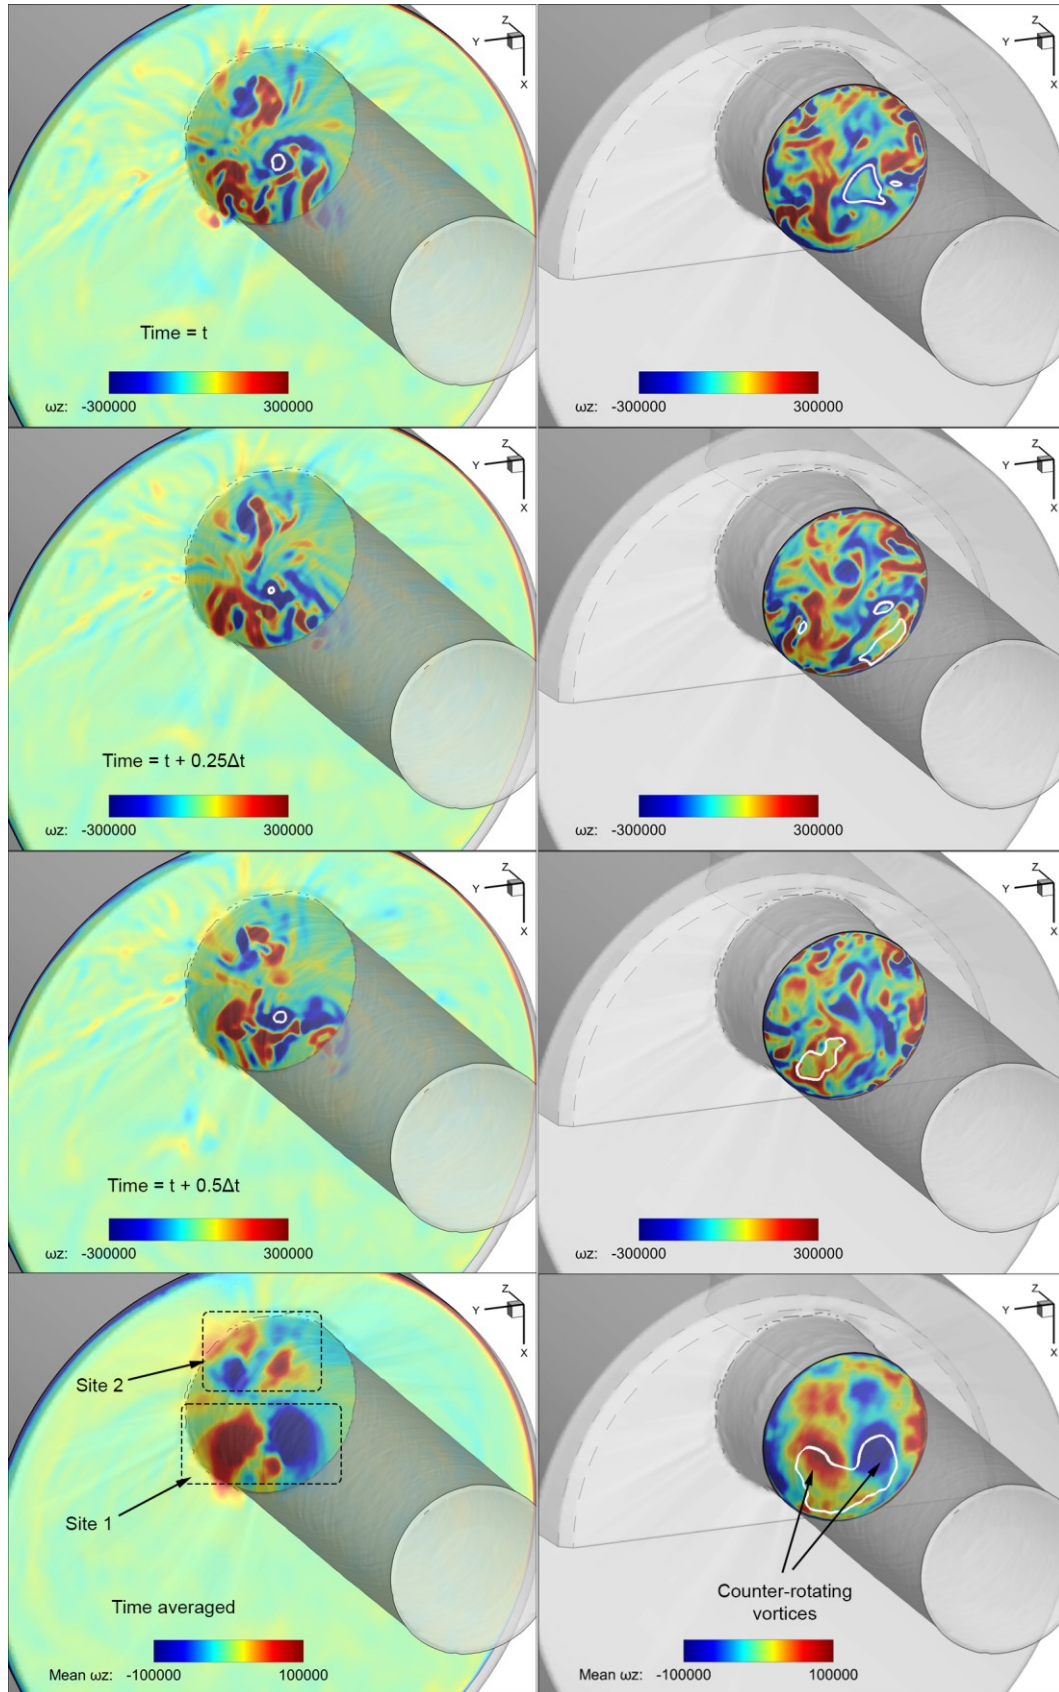 Z
Y
X
Time = t
ωz: -300000 300000
Z
Y
X
ωz: -300000 300000
Z
Y
X
Time = t + 0.25Δt
ωz: -300000 300000
Z
Y
X
ωz: -300000 300000
Z
Y
X
Time = t + 0.5Δt
ωz: -300000 300000
Z
Y
X
ωz: -300000 300000
Z
Y
X
Site 2
Site 1
Time averaged
Mean ωz: -100000 100000
Z
Y
X
Counter-rotating
vortices
Mean ωz: -100000 100000